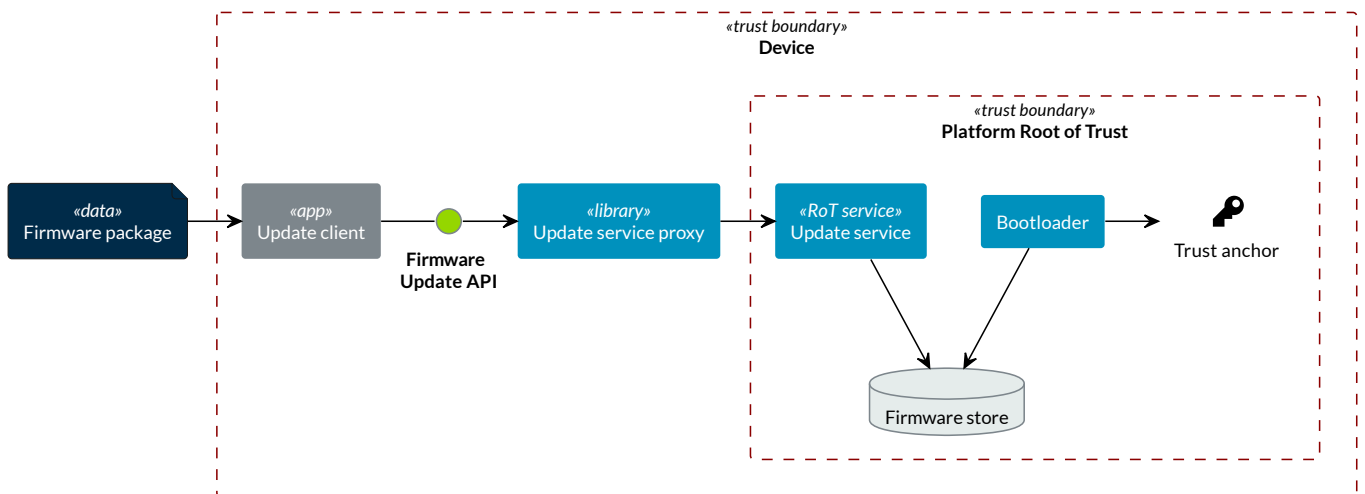 «trust boundary»
Device
«trust boundary»
Platform Root of Trust
«data»
Firmware package
«app»
Update client
Firmware
Update API
«library»
Update service proxy
«RoT service»
Update service
Bootloader
Trust anchor
Firmware store